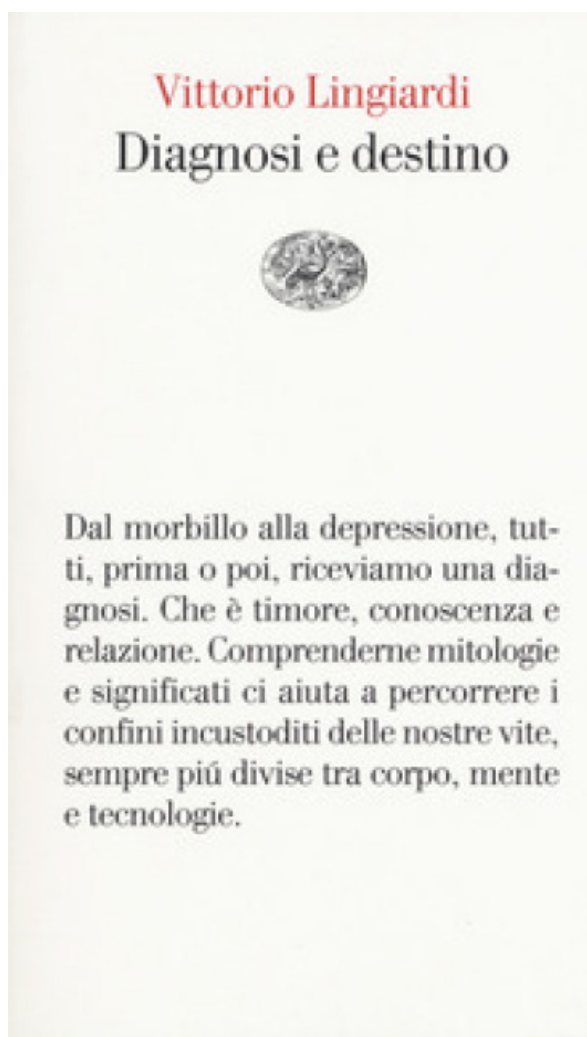 Vittorio Lingiardi
Diagnosi e destino
Dal morbillo alla depressione, tut-
ti, prima o poi, riceviamo una dia-
gnosi. Che è timore, conoscenza e
relazione. Comprenderne mitologie
e significati ci aiuta a percorrere i
confini incustoditi delle nostre vite,
sempre piú divise tra corpo, mente
e tecnologie.